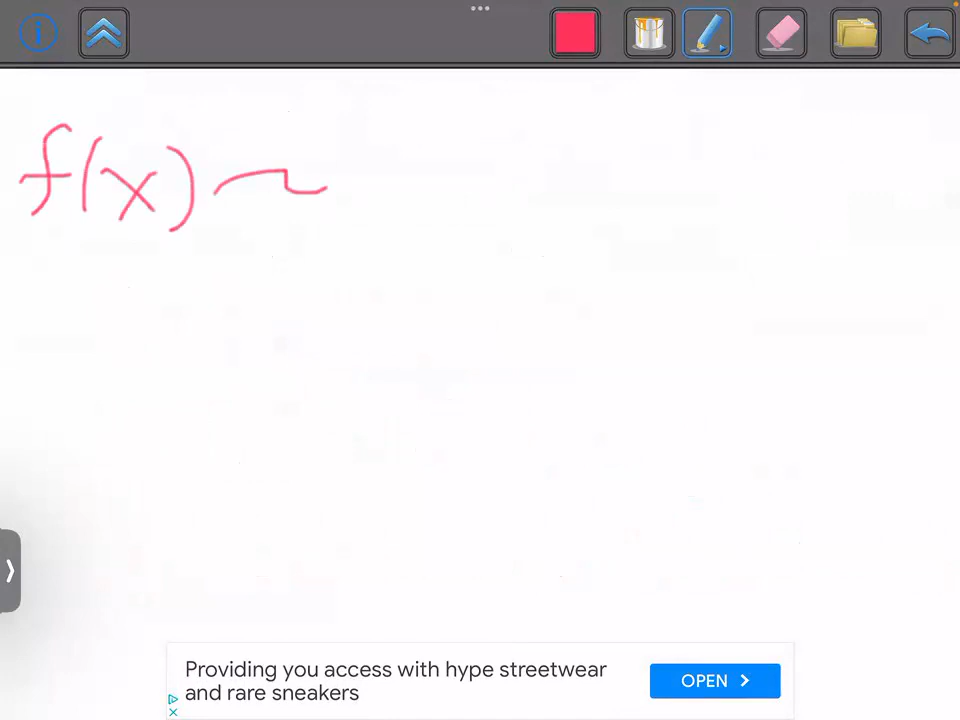 f(x) ~
Providing you access with hype streetwear
and rare sneakers
OPEN